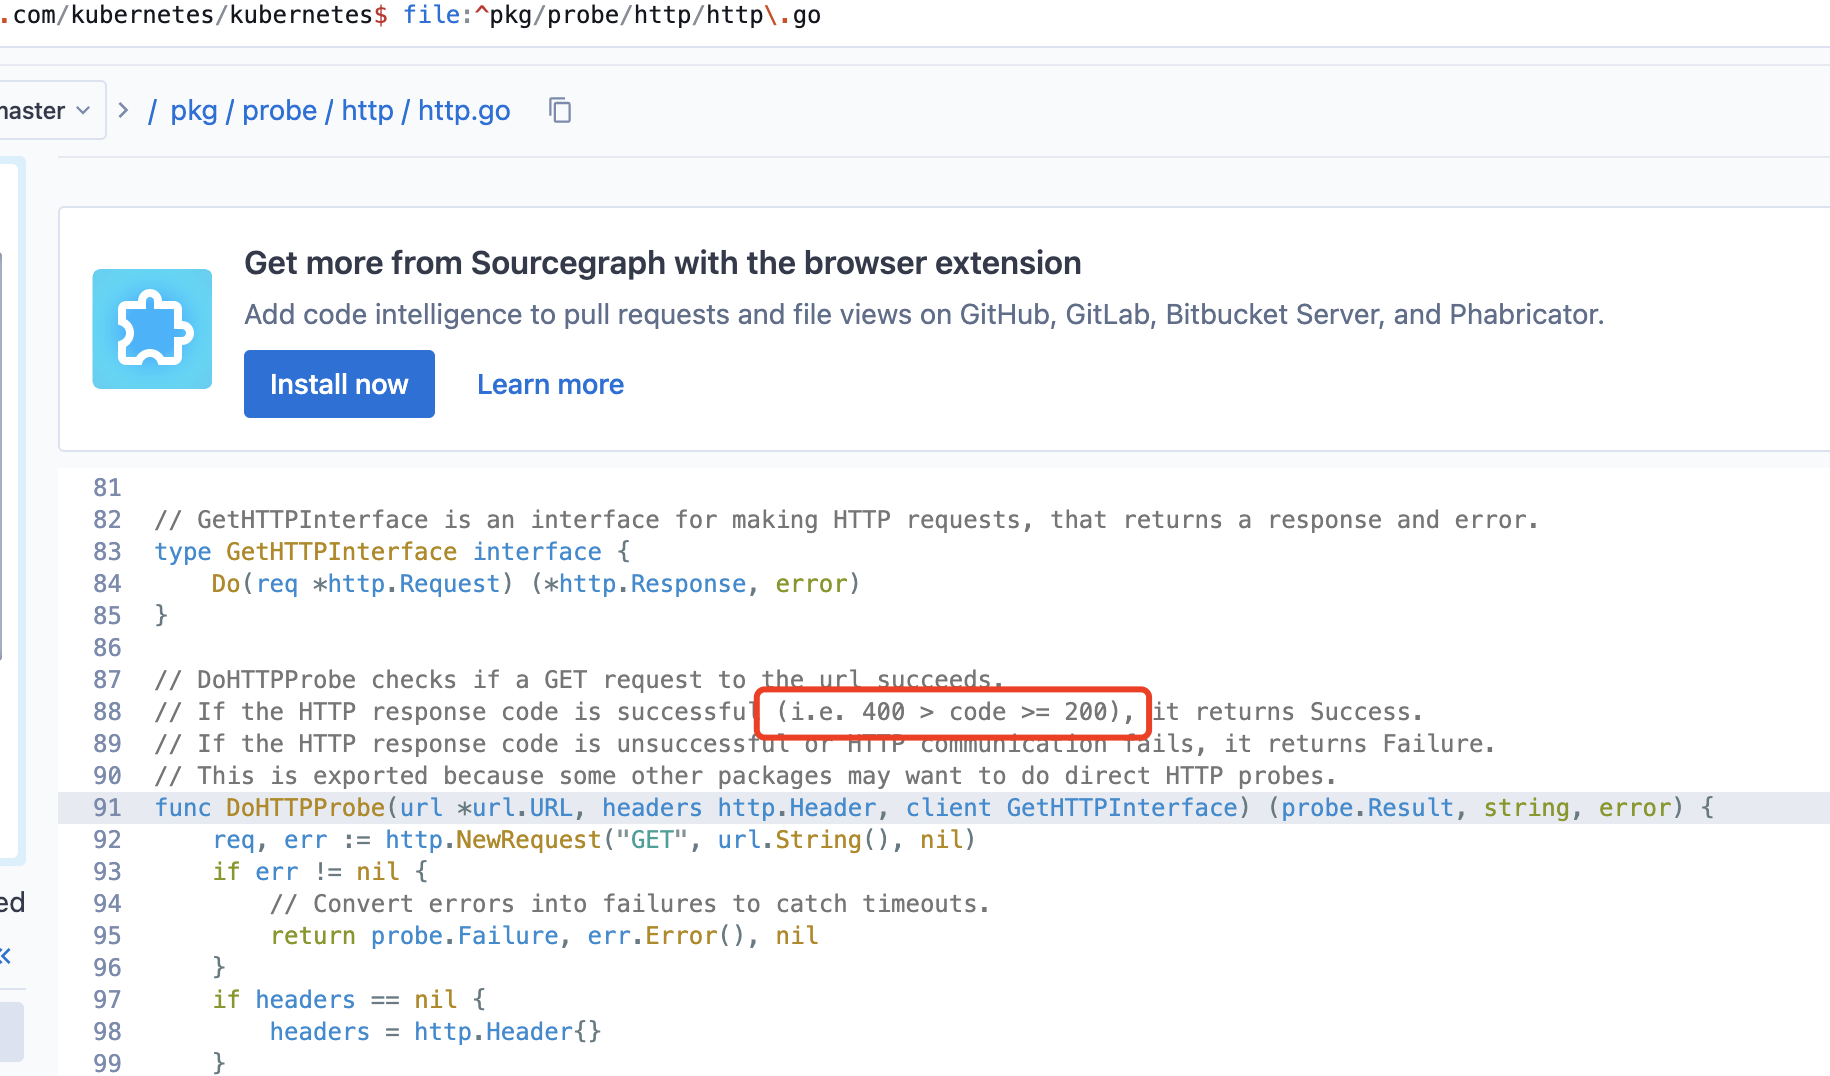 .com/kubernetes/kubernetes$ file:^pkg/probe/http/http\.go
master
/ pkg / probe / http / http.go
Get more from Sourcegraph with the browser extension
Add code intelligence to pull requests and file views on GitHub, GitLab, Bitbucket Server, and Phabricator.
Install now Learn more
81
82 // GetHTTPInterface is an interface for making HTTP requests, that returns a response and error.
83 type GetHTTPInterface interface {
84 Do(req *http.Request) (*http.Response, error)
85 }
86
87 // DoHTTPProbe checks if a GET request to the url succeeds.
88 // If the HTTP response code is successful (i.e. 400 > code >= 200), it returns Success.
89 // If the HTTP response code is unsuccessful or HTTP communication fails, it returns Failure.
90 // This is exported because some other packages may want to do direct HTTP probes.
91 func DoHTTPProbe(url *url.URL, headers http.Header, client GetHTTPInterface) (probe.Result, string, error) {
92 req, err := http.NewRequest("GET", url.String(), nil)
93 if err != nil {
94 // Convert errors into failures to catch timeouts.
95 return probe.Failure, err.Error(), nil
96 }
97 if headers == nil {
98 headers = http.Header{}
99 }
ed
«